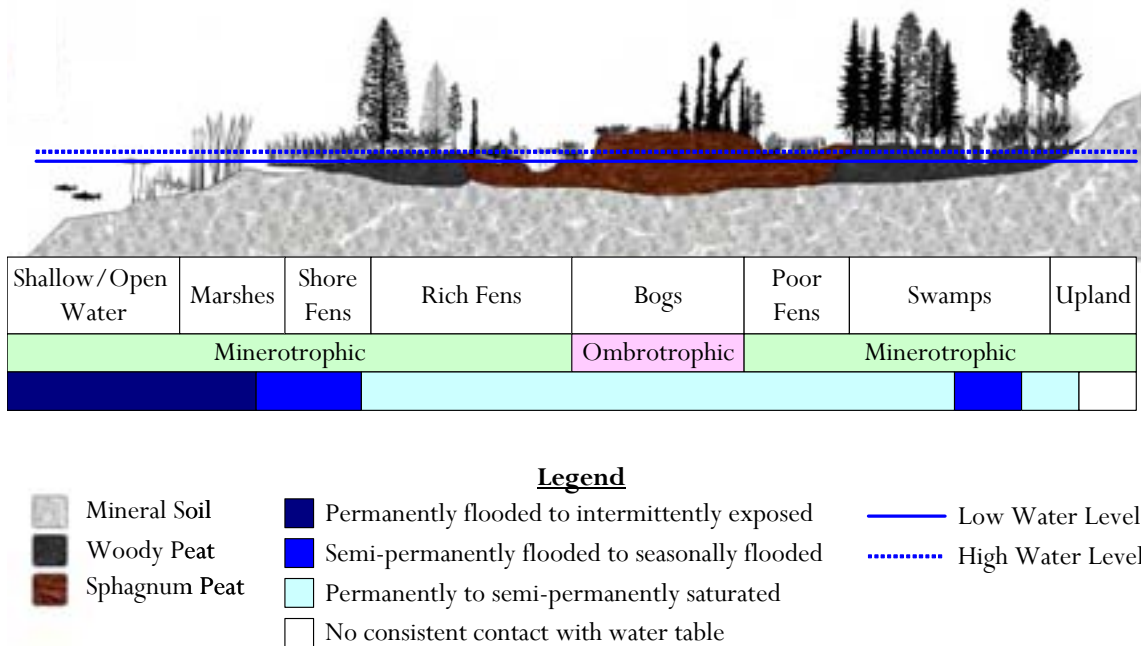 Shallow/Open
Water
Marshes
Shore
Fens
Rich Fens
Bogs
Poor
Fens
Swamps
Upland
Minerotrophic
Ombrotrophic
Minerotrophic
Legend
Mineral Soil
Woody Peat
Sphagnum Peat
Permanently flooded to intermittently exposed
Semi-permanently flooded to seasonally flooded
Permanently to semi-permanently saturated
No consistent contact with water table
Low Water Level
High Water Level